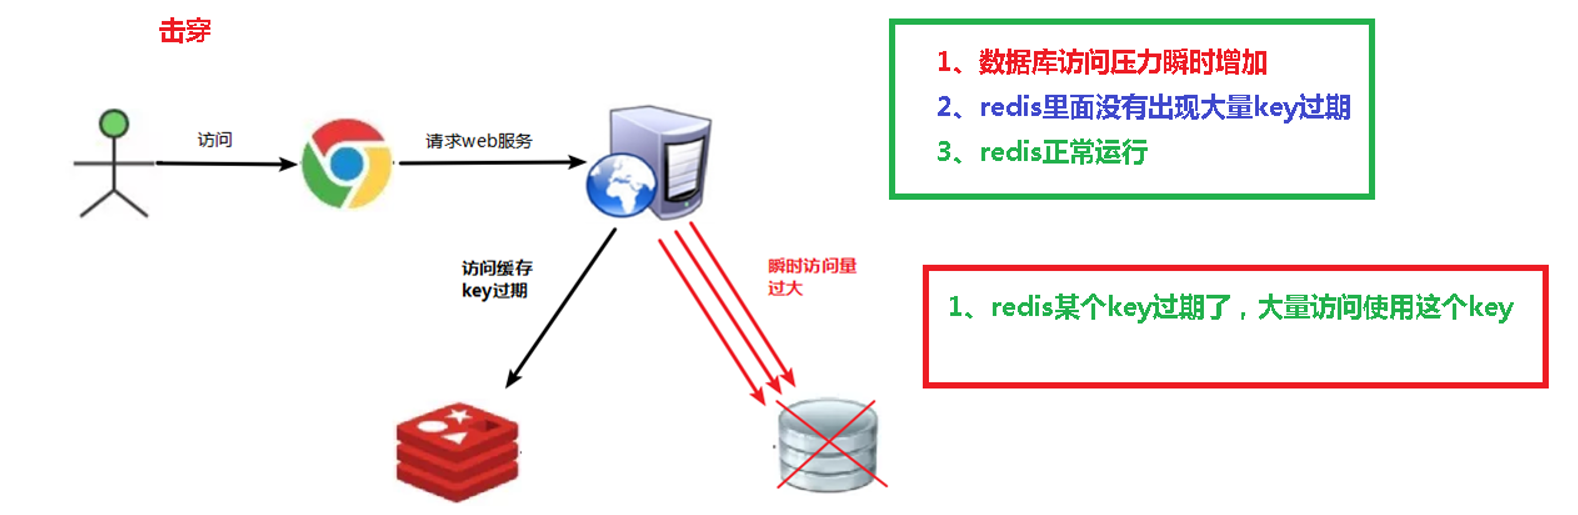 击穿
1、数据库访问压力瞬时增加
2、redis里面没有出现大量key过期
3、redis正常运行
访问
请求web服务
访问缓存
key过期
瞬时访问量
过大
1、redis某个key过期了，大量访问使用这个key